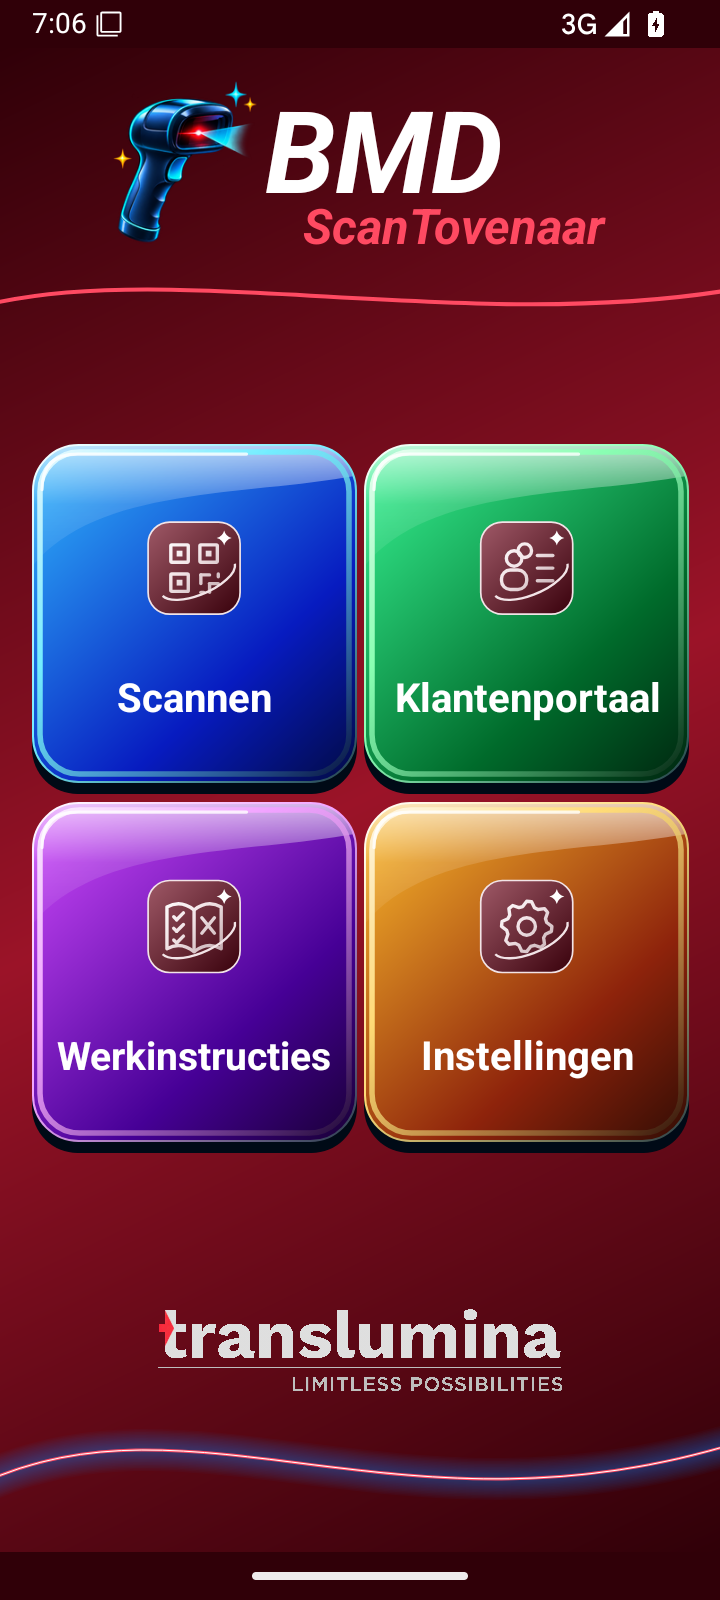 7:06
3G
BMD
ScanTovenaar
Scannen
Klantenportaal
Werkinstructies
Instellingen
translumina
LIMITLESS POSSIBILITIES